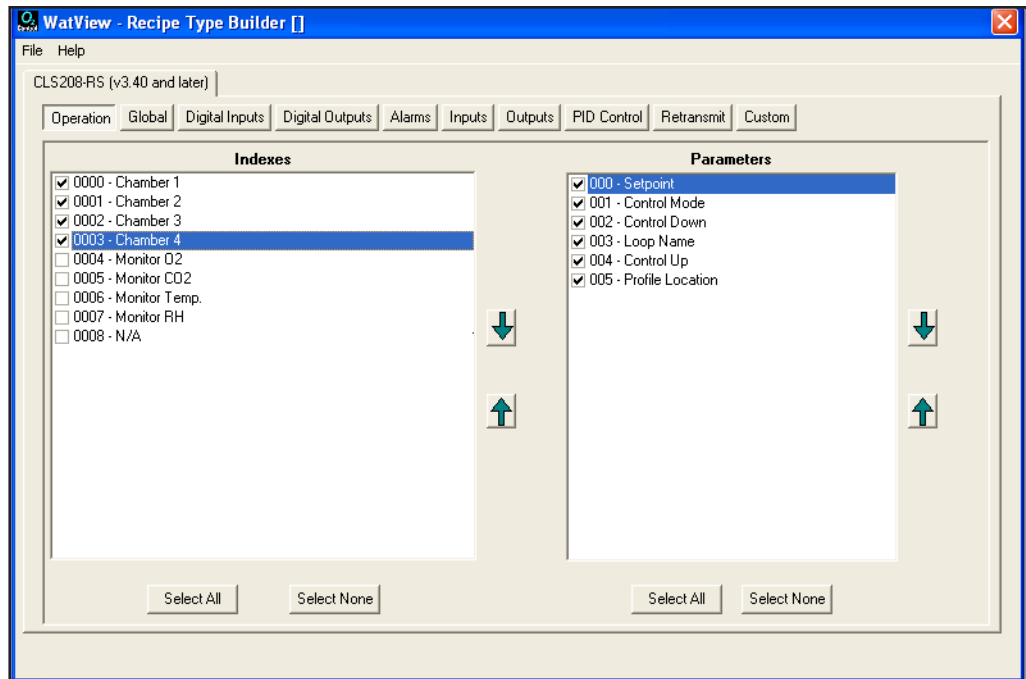 WatView - Recipe Type Builder []
File Help
CLS208-RS (v3.40 and later)
Operation Global Digital Inputs Digital Outputs Alarms Inputs Outputs PID Control Retransmit Custom
Indexes
0000 - Chamber 1
0001 - Chamber 2
0002 - Chamber 3
0003 - Chamber 4
0004 - Monitor O2
0005 - Monitor CO2
0006 - Monitor Temp.
0007 - Monitor RH
0008 - N/A
Select All Select None
Parameters
000 - Setpoint
001 - Control Mode
002 - Control Down
003 - Loop Name
004 - Control Up
005 - Profile Location
Select All Select None